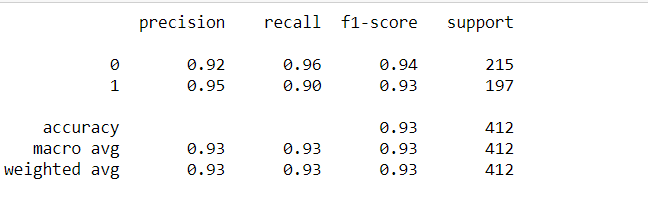 precision recall f1-score support
0 0.92 0.96 0.94 215
1 0.95 0.90 0.93 197
accuracy 0.93 412
macro avg 0.93 0.93 0.93 412
weighted avg 0.93 0.93 0.93 412